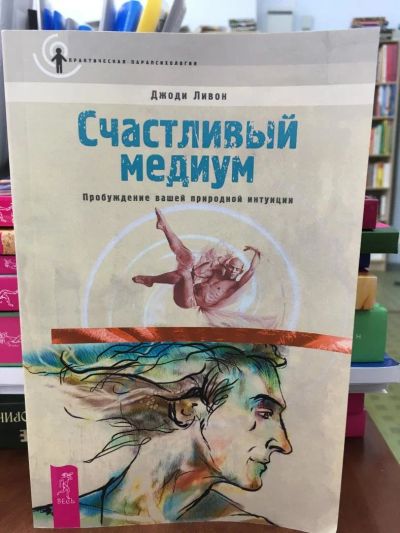 ПРАКТИЧЕСКАЯ ПАРАПСИХОЛОГИЯ
Джоди Ливон
Счастливый
медиум
Пробуждение вашей природной интуиции
ВЕСЬ